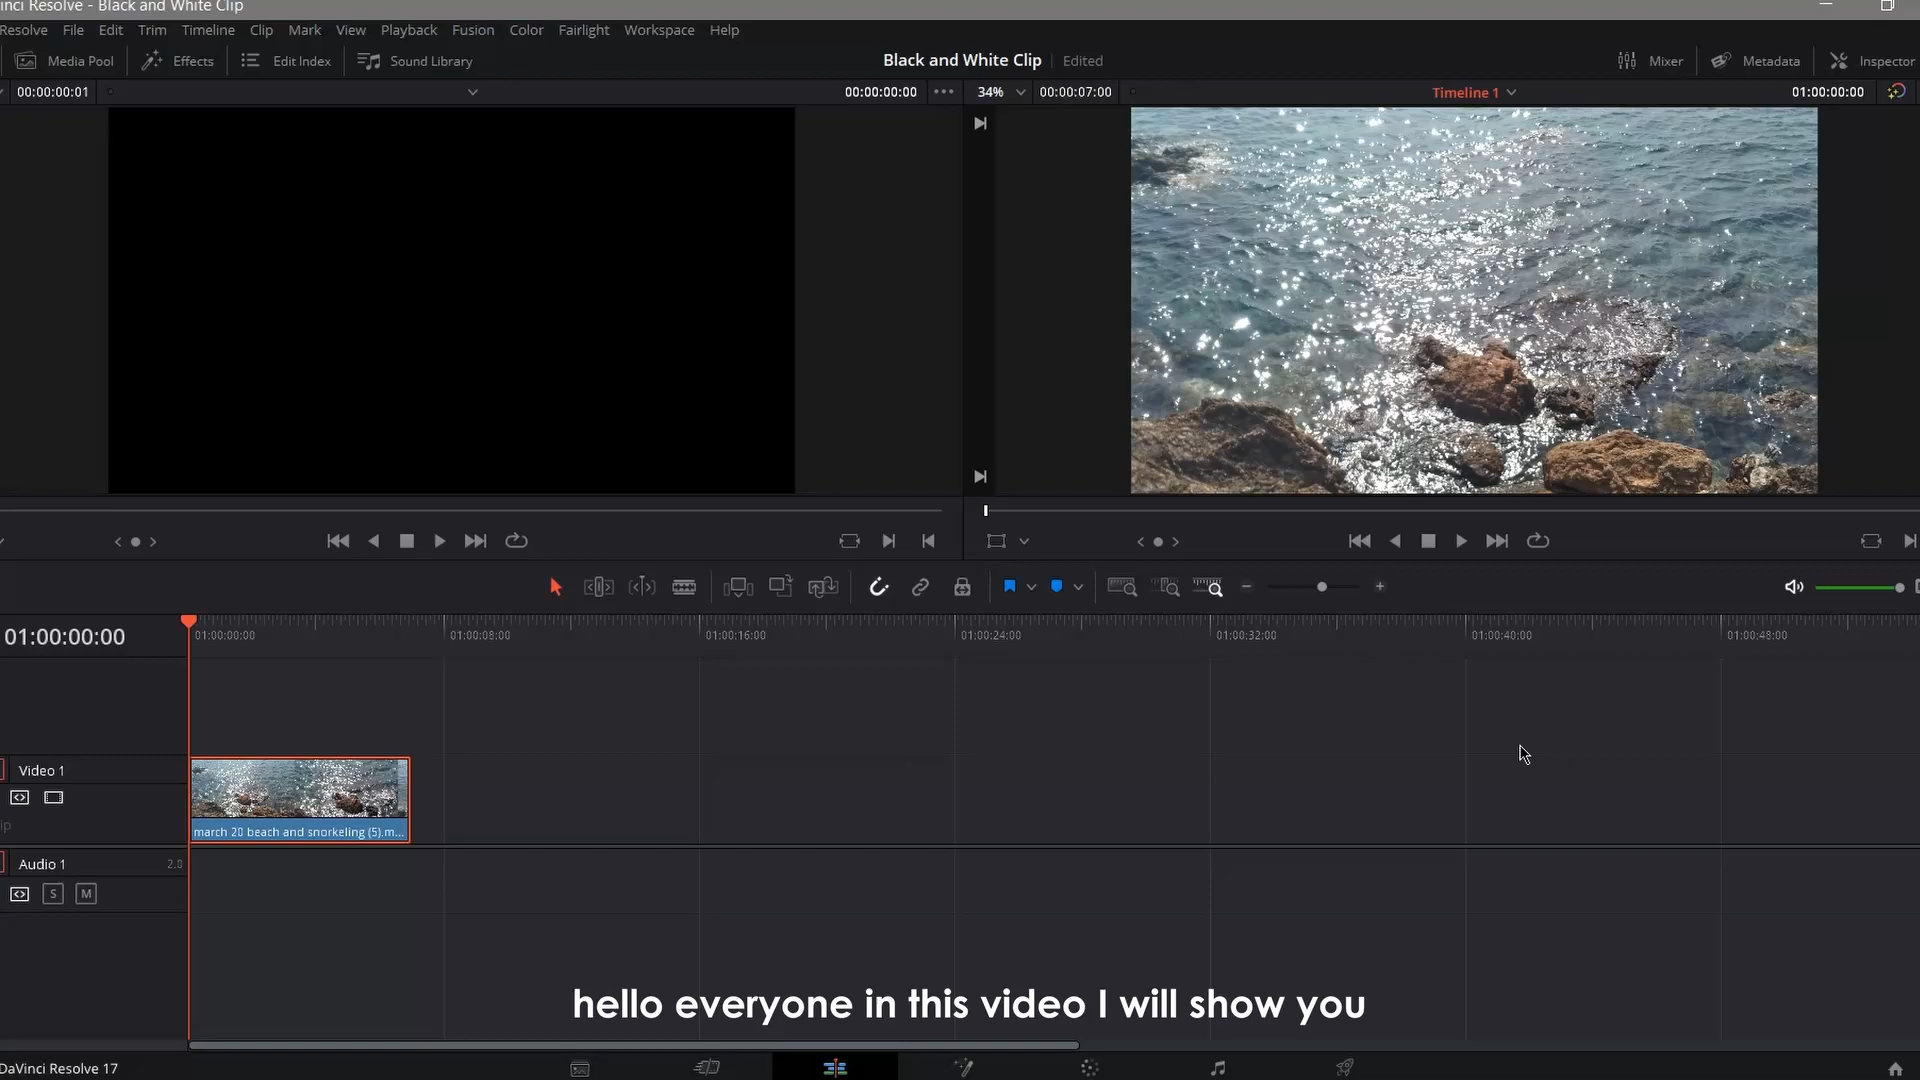 inci Resolve - Black and White Clip
Resolve File Edit Trim Timeline Clip Mark View Playback Fusion Color Fairlight Workspace Help
Media Pool Effects Edit Index Sound Library Black and White Clip Edited Mixer Metadata Inspector
00:00:00:01 00:00:00:00 34% 00:00:07:00 Timeline 1 01:00:00:00
01:00:00:00 01:00:00:00 01:00:08:00 01:00:16:00 01:00:24:00 01:00:32:00 01:00:40:00 01:00:48:00
Video 1
ip
march 20 beach and snorkeling (5).m...
Audio 1 2.0
S M
hello everyone in this video I will show you
DaVinci Resolve 17